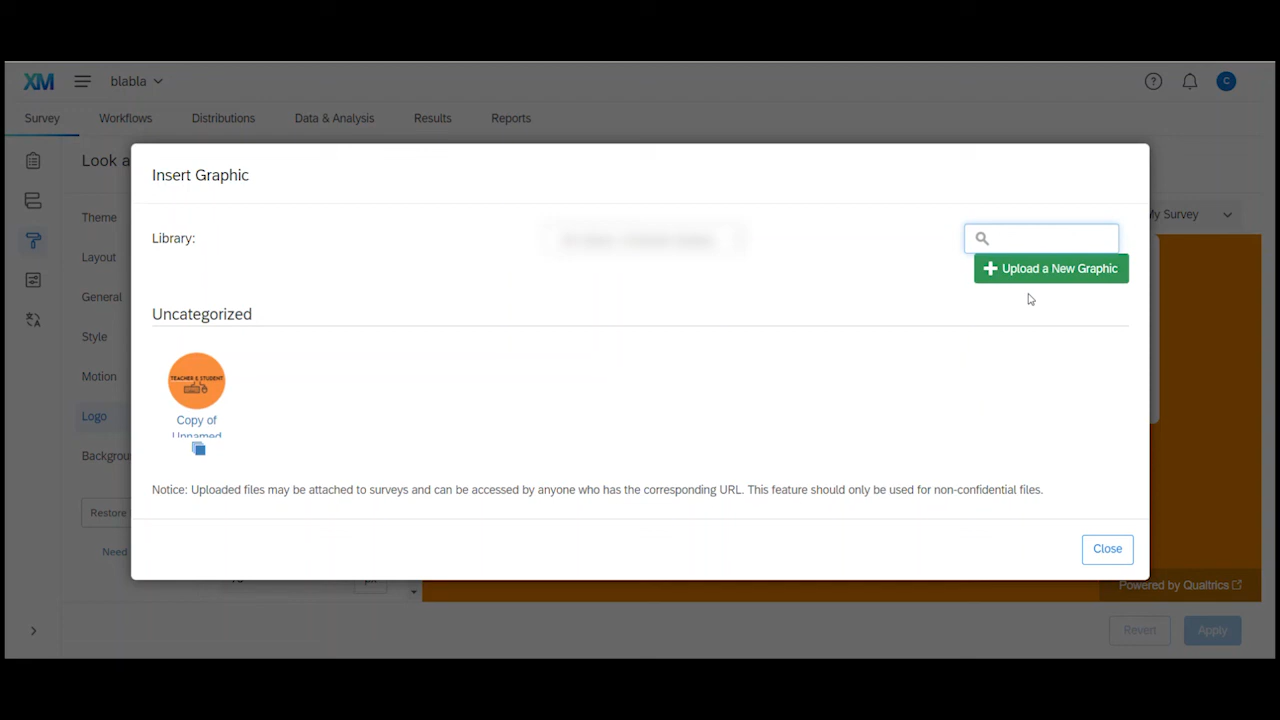 XM
blabla
?
C
Survey
Workflows
Distributions
Data & Analysis
Results
Reports
Look a
Insert Graphic
Theme
My Survey
Library:
Layout
+ Upload a New Graphic
General
Uncategorized
Style
Motion
TEACHER & STUDENT
Logo
Copy of
Unnamed
Backgrou
Notice: Uploaded files may be attached to surveys and can be accessed by anyone who has the corresponding URL. This feature should only be used for non-confidential files.
Restore
Need
Close
Powered by Qualtrics
Revert
Apply